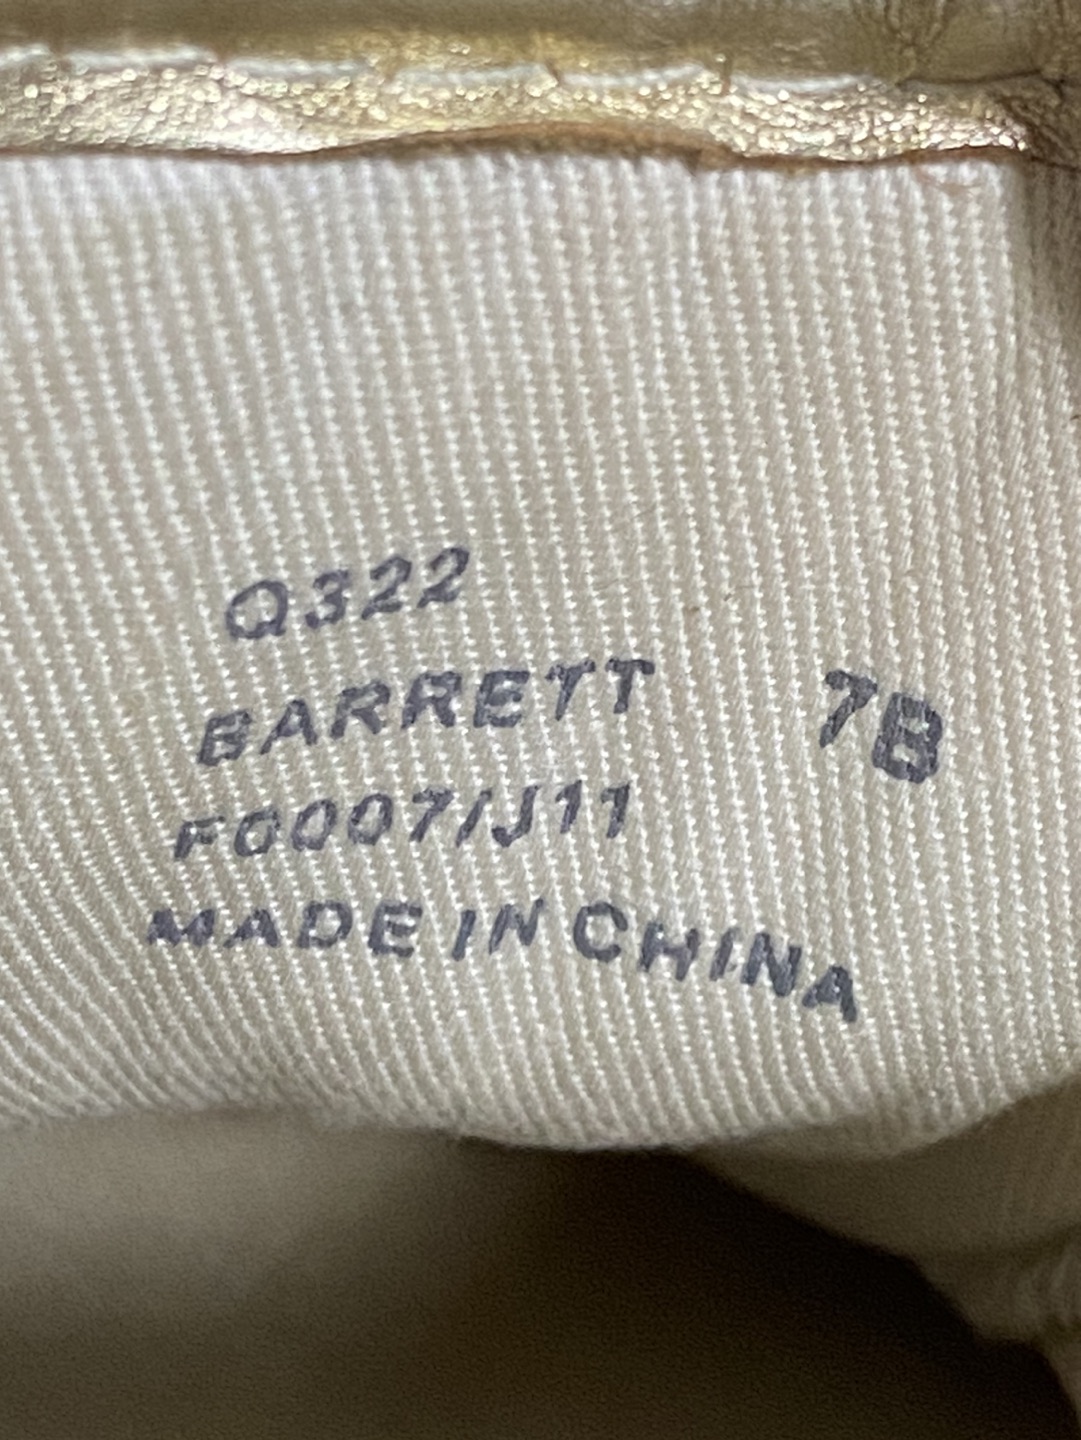 Q322
BARRETT
7B
F0007/J11
MADE IN CHINA